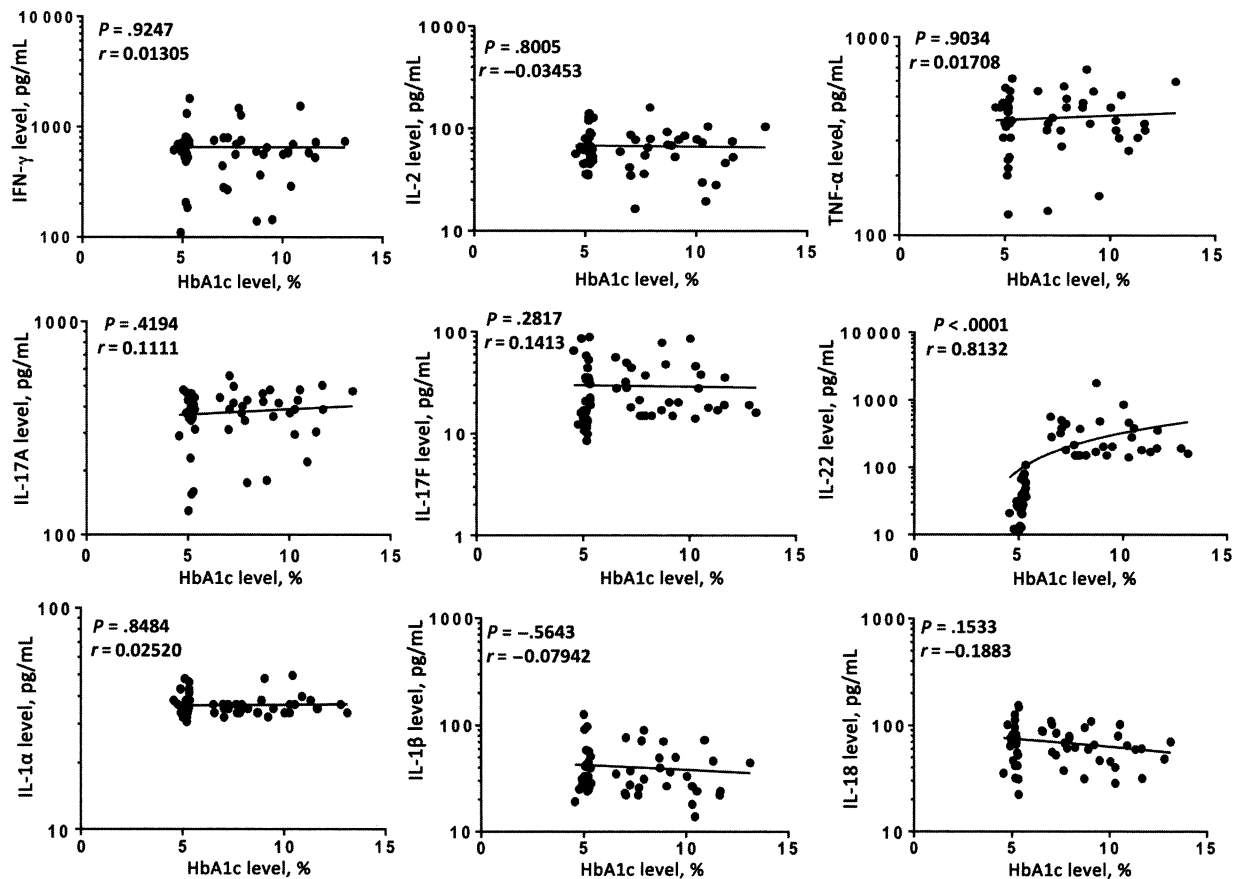 IFN-γ level, pg/mL
10 000
1000
100
P = .9247
r = 0.01305
5
10
15
HbA1c level, %
IL-2 level, pg/mL
1000
100
10
P = .8005
r = −0.03453
0
5
10
15
HbA1c level, %
TNF-α level, pg/mL
1000
100
P = .9034
r = 0.01708
0
5
10
15
HbA1c level, %
IL-17A level, pg/mL
1000
100
P = .4194
r = 0.1111
0
5
10
15
HbA1c level, %
IL-17F level, pg/mL
100
10
1
P = .2817
r = 0.1413
0
5
10
15
HbA1c level, %
IL-22 level, pg/mL
10 000
1000
100
10
P < .0001
r = 0.8132
0
5
10
15
HbA1c level, %
IL-1α level, pg/mL
100
10
P = .8484
r = 0.02520
0
5
10
15
HbA1c level, %
IL-1β level, pg/mL
1000
100
10
P = −.5643
r = −0.07942
0
5
10
15
HbA1c level, %
IL-18 level, pg/mL
1000
100
10
P = .1533
r = −0.1883
0
5
10
15
HbA1c level, %